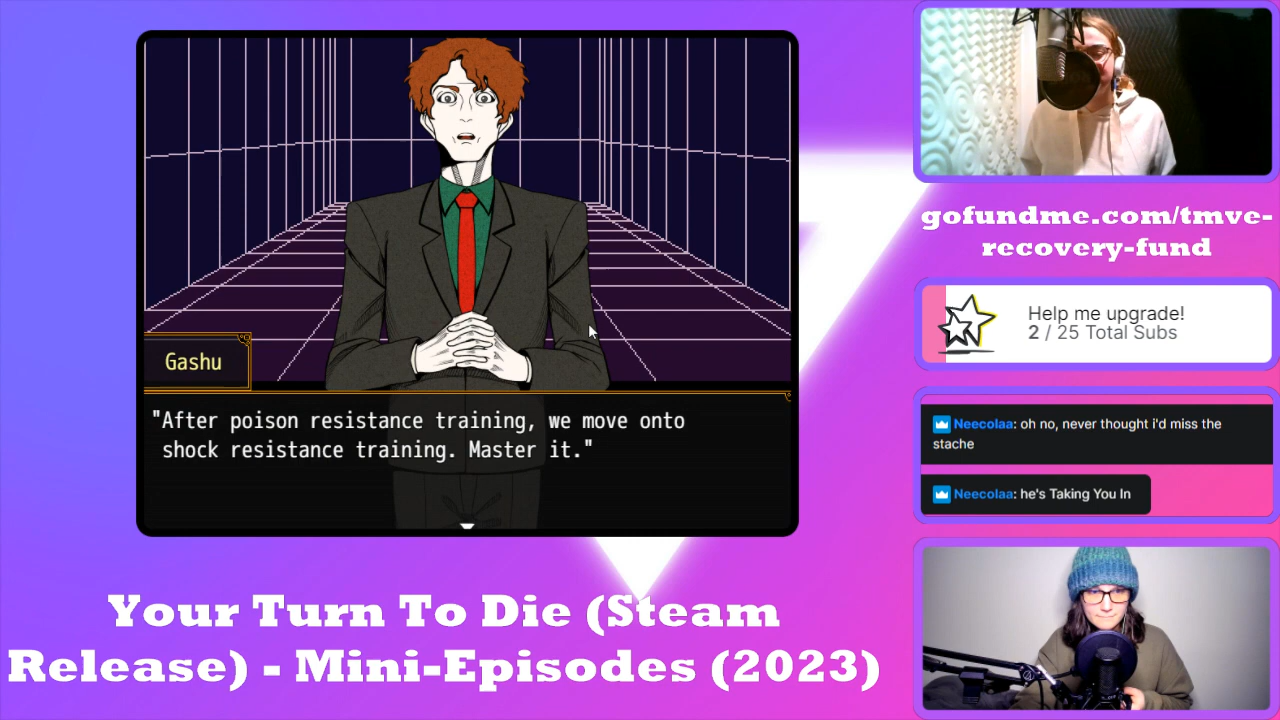 Gashu
"After poison resistance training, we move onto
shock resistance training. Master it."
Your Turn To Die (Steam
Release) - Mini-Episodes (2023)
gofundme.com/tmve-
recovery-fund
Help me upgrade!
2 / 25 Total Subs
Neecolaa: oh no, never thought i'd miss the
stache
Neecolaa: he's Taking You In